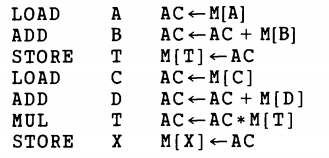 LOAD A AC←M[A]
ADD B AC←AC + M[B]
STORE T M[T]←AC
LOAD C AC←M[C]
ADD D AC←AC + M[D]
MUL T AC←AC*M[T]
STORE X M[X]←AC